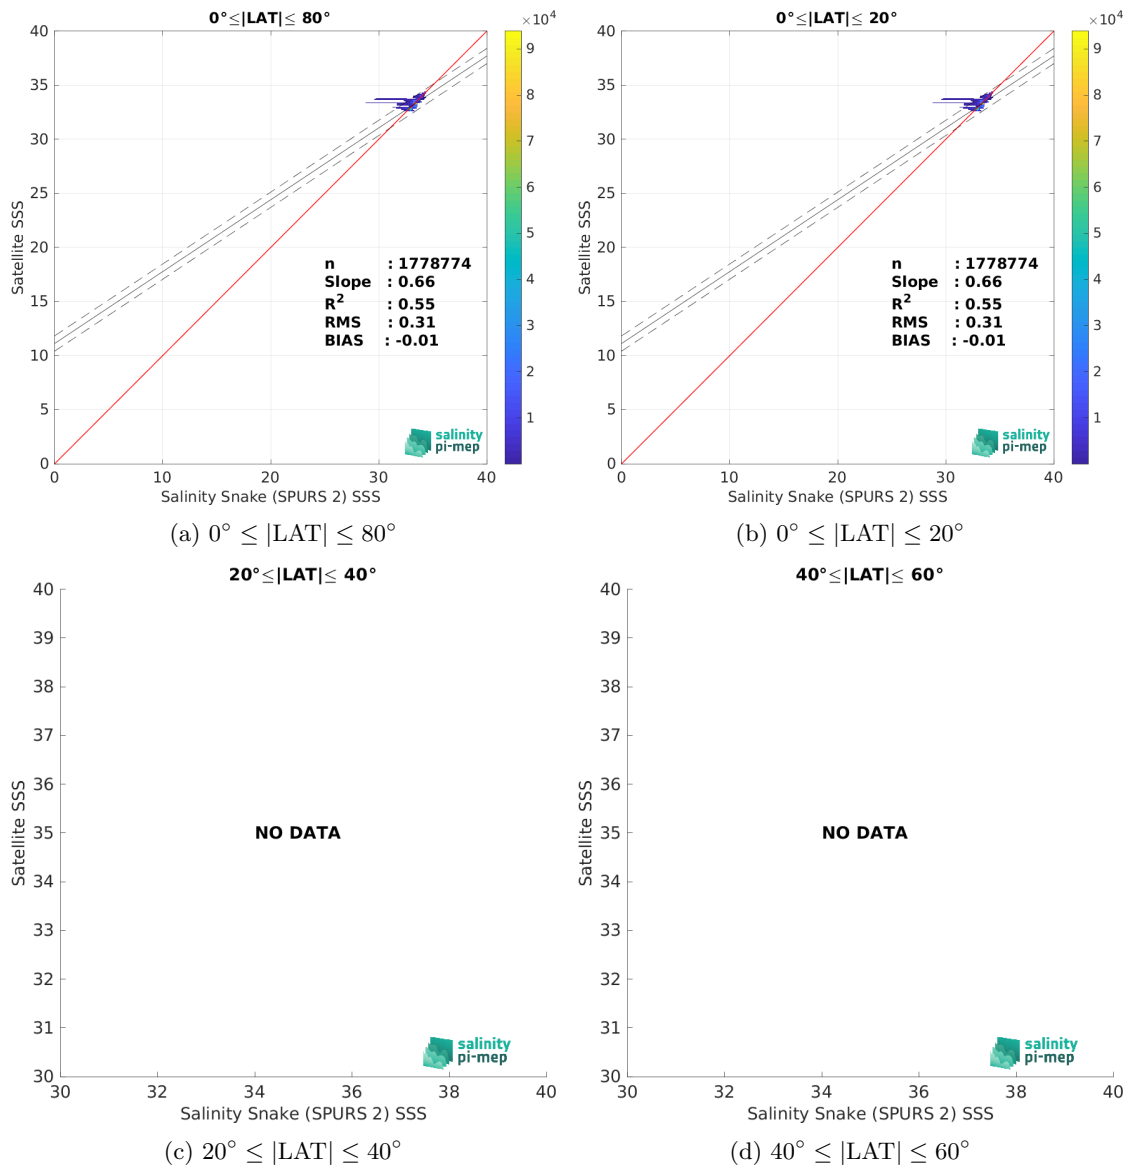 0°≤|LAT|≤ 80°
×10⁴
40
35
30
25
20
15
10
5
0
Satellite SSS
n : 1778774
Slope : 0.66
R² : 0.55
RMS : 0.31
BIAS : -0.01
salinity
pi-mep
0 10 20 30 40
Salinity Snake (SPURS 2) SSS
9
8
7
6
5
4
3
2
1
(a) 0° ≤ |LAT| ≤ 80°
0°≤|LAT|≤ 20°
×10⁴
40
35
30
25
20
15
10
5
0
Satellite SSS
n : 1778774
Slope : 0.66
R² : 0.55
RMS : 0.31
BIAS : -0.01
salinity
pi-mep
0 10 20 30 40
Salinity Snake (SPURS 2) SSS
9
8
7
6
5
4
3
2
1
(b) 0° ≤ |LAT| ≤ 20°
20°≤|LAT|≤ 40°
40
39
38
37
36
35
34
33
32
31
30
Satellite SSS
NO DATA
salinity
pi-mep
30 32 34 36 38 40
Salinity Snake (SPURS 2) SSS
(c) 20° ≤ |LAT| ≤ 40°
40°≤|LAT|≤ 60°
40
39
38
37
36
35
34
33
32
31
30
Satellite SSS
NO DATA
salinity
pi-mep
30 32 34 36 38 40
Salinity Snake (SPURS 2) SSS
(d) 40° ≤ |LAT| ≤ 60°